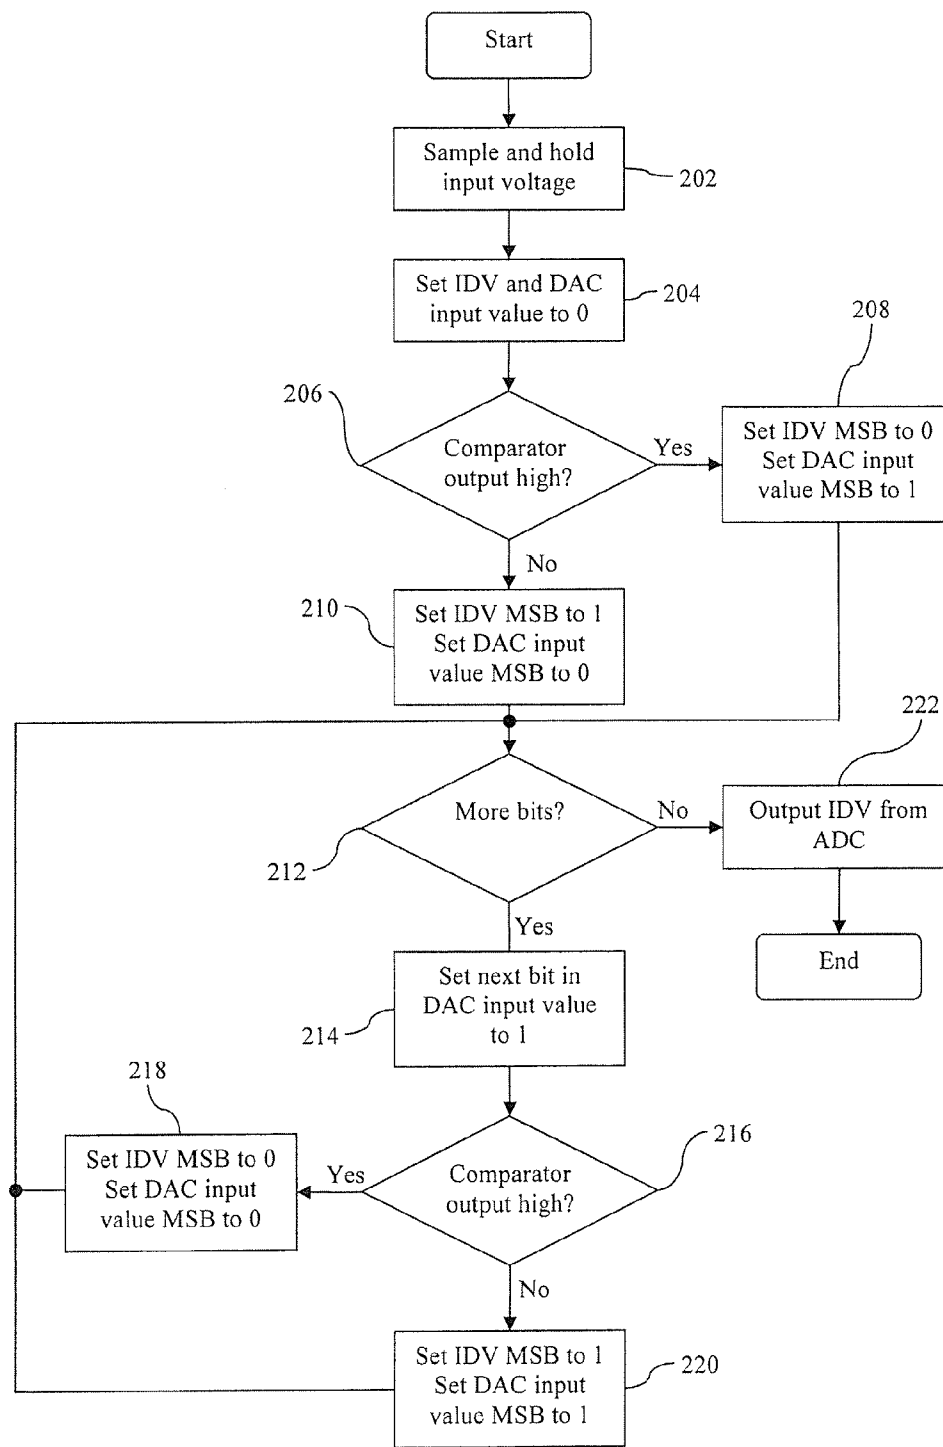 Start
Sample and hold
input voltage
202
Set IDV and DAC
input value to 0
204
206
Comparator
output high?
Yes
208
Set IDV MSB to 0
Set DAC input
value MSB to 1
No
210
Set IDV MSB to 1
Set DAC input
value MSB to 0
More bits?
212
No
222
Output IDV from
ADC
End
Yes
Set next bit in
DAC input value
to 1
214
Comparator
output high?
216
Yes
218
Set IDV MSB to 0
Set DAC input
value MSB to 0
No
Set IDV MSB to 1
Set DAC input
value MSB to 1
220